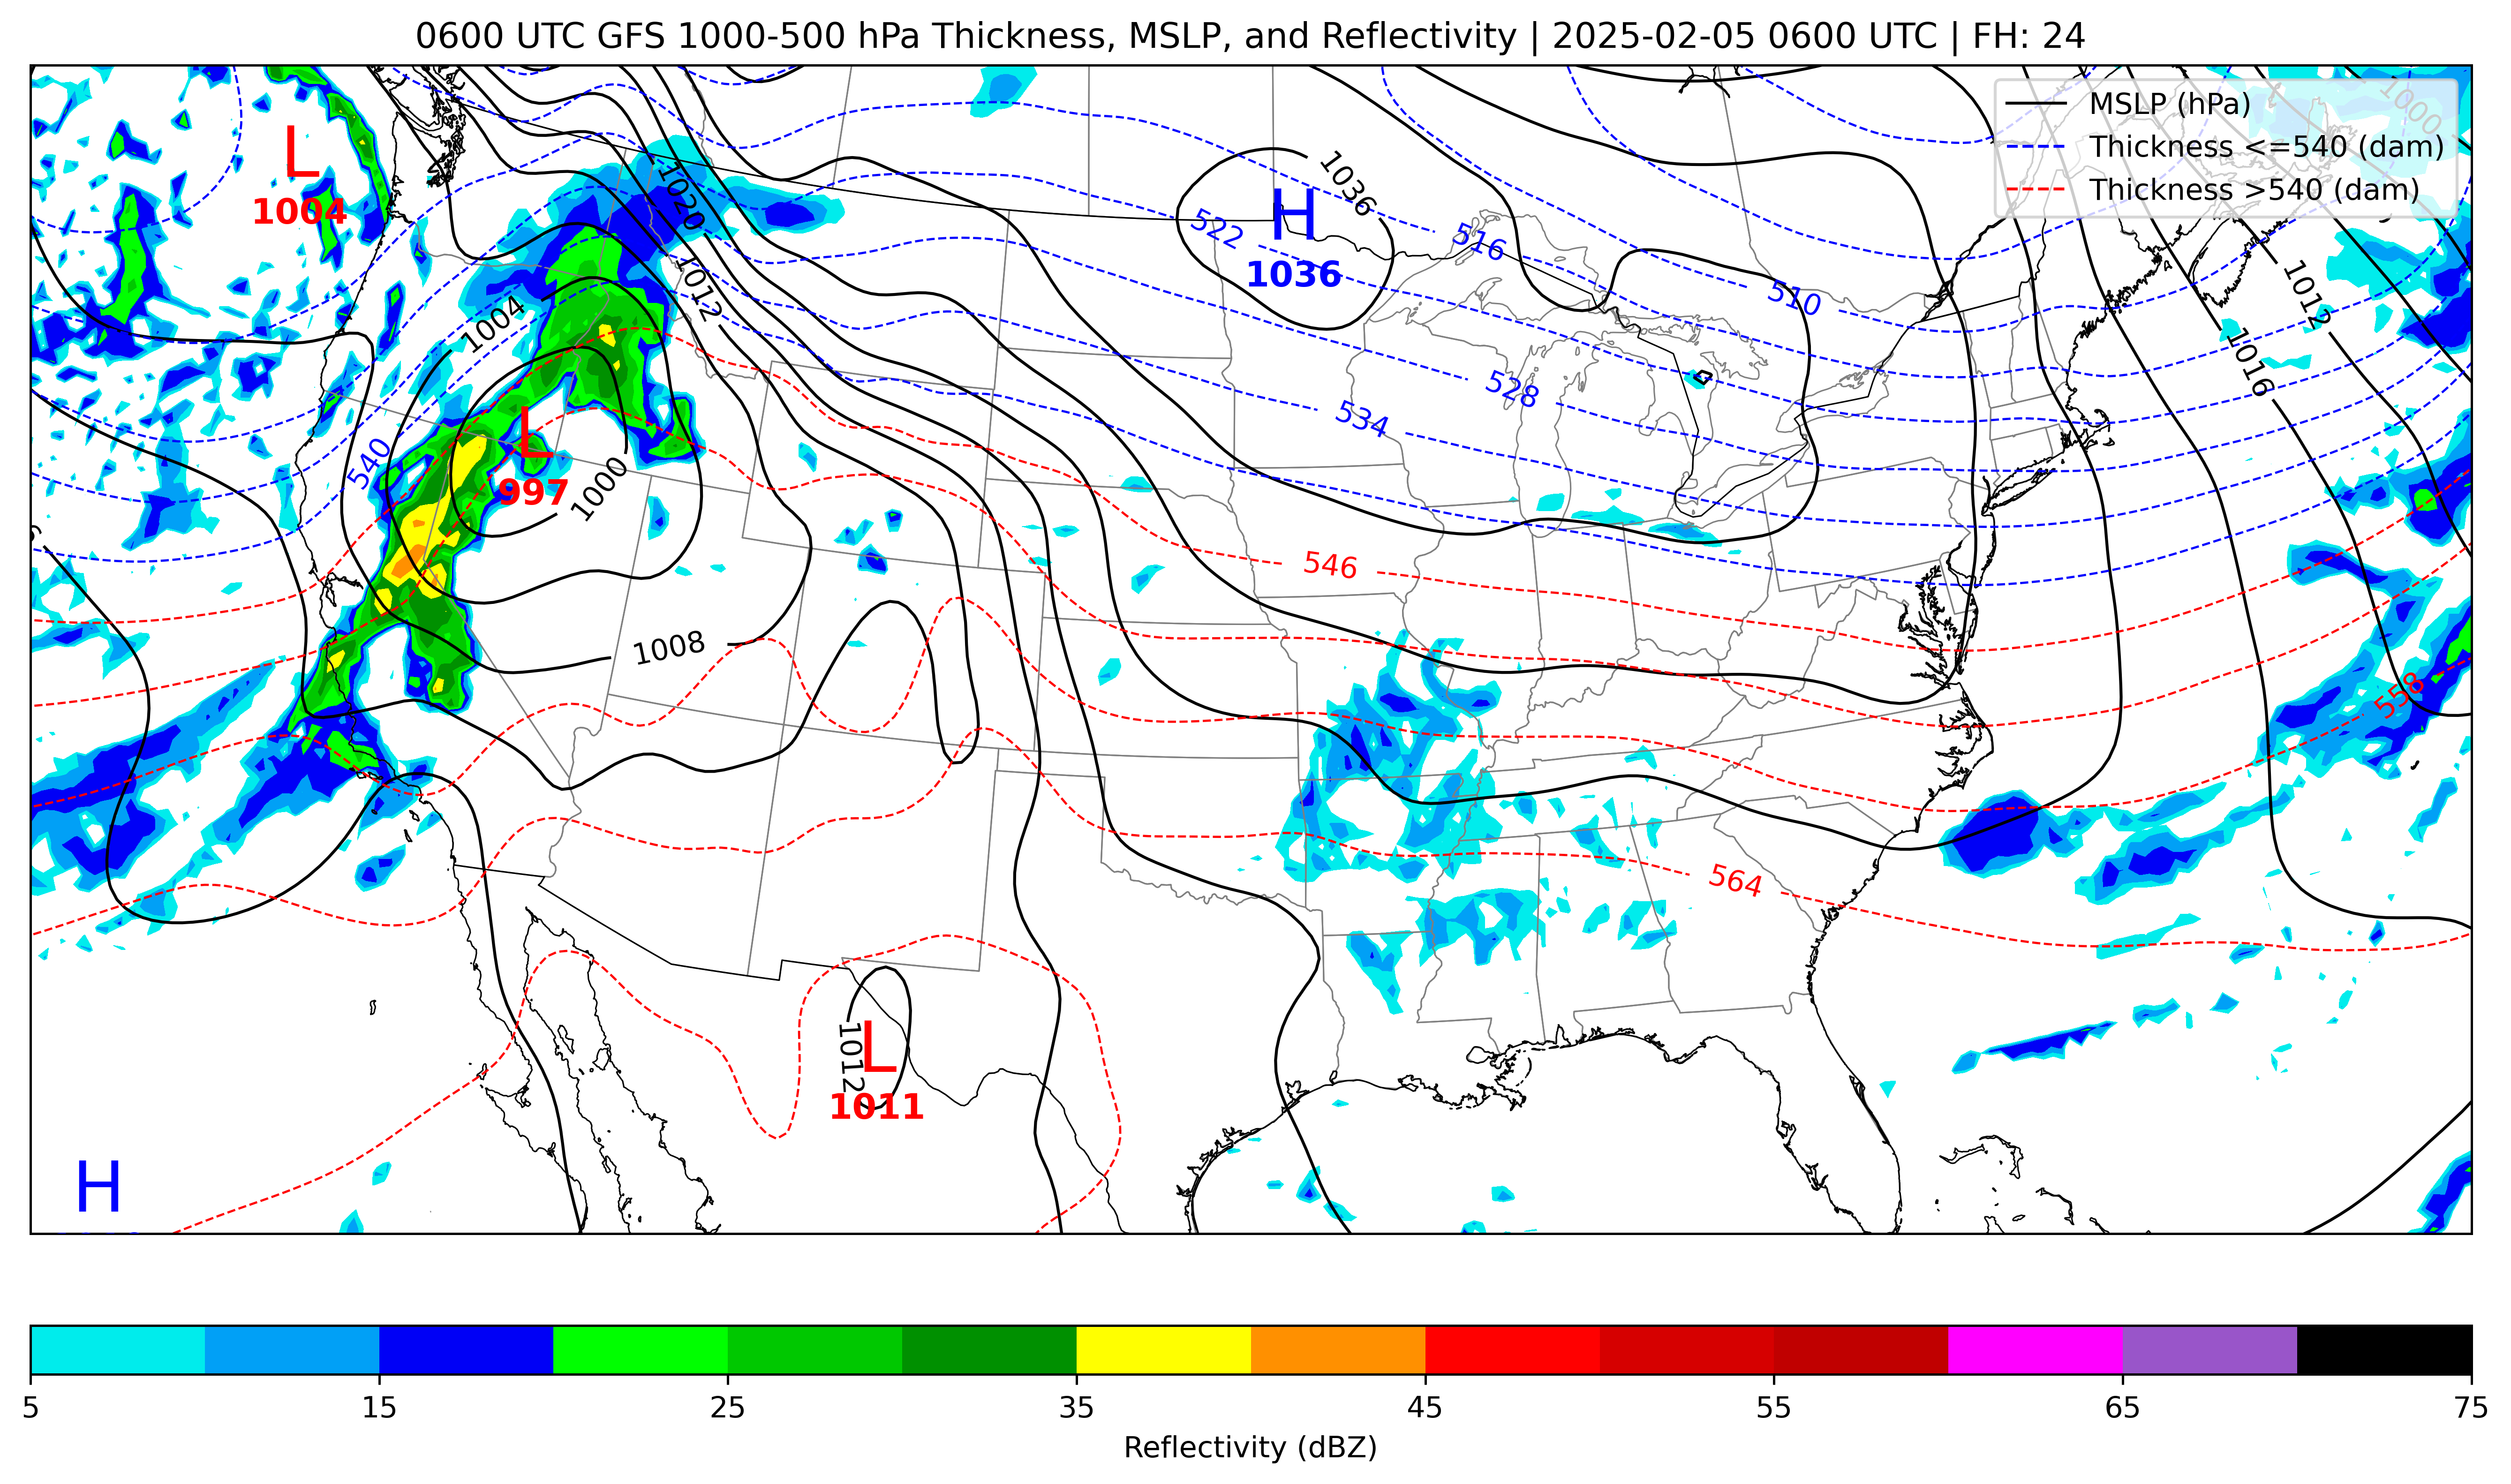 0600 UTC GFS 1000-500 hPa Thickness, MSLP, and Reflectivity | 2025-02-05 0600 UTC | FH: 24
MSLP (hPa)
Thickness <=540 (dam)
Thickness >540 (dam)
1000
L
1004
1020
1036
H
1036
522
516
510
1012
1012
1016
1004
528
534
540
L
997
1000
546
1008
558
564
1012
L
1011
H
5 15 25 35 45 55 65 75
Reflectivity (dBZ)